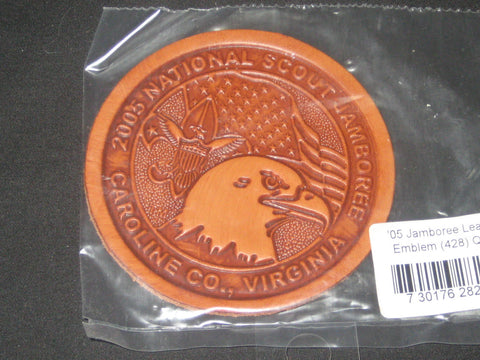 2005 NATIONAL SCOUT JAMBOREE
CAROLINE CO., VIRGINIA
'05 Jamboree Lea
Emblem (428) Q
7 30176 282